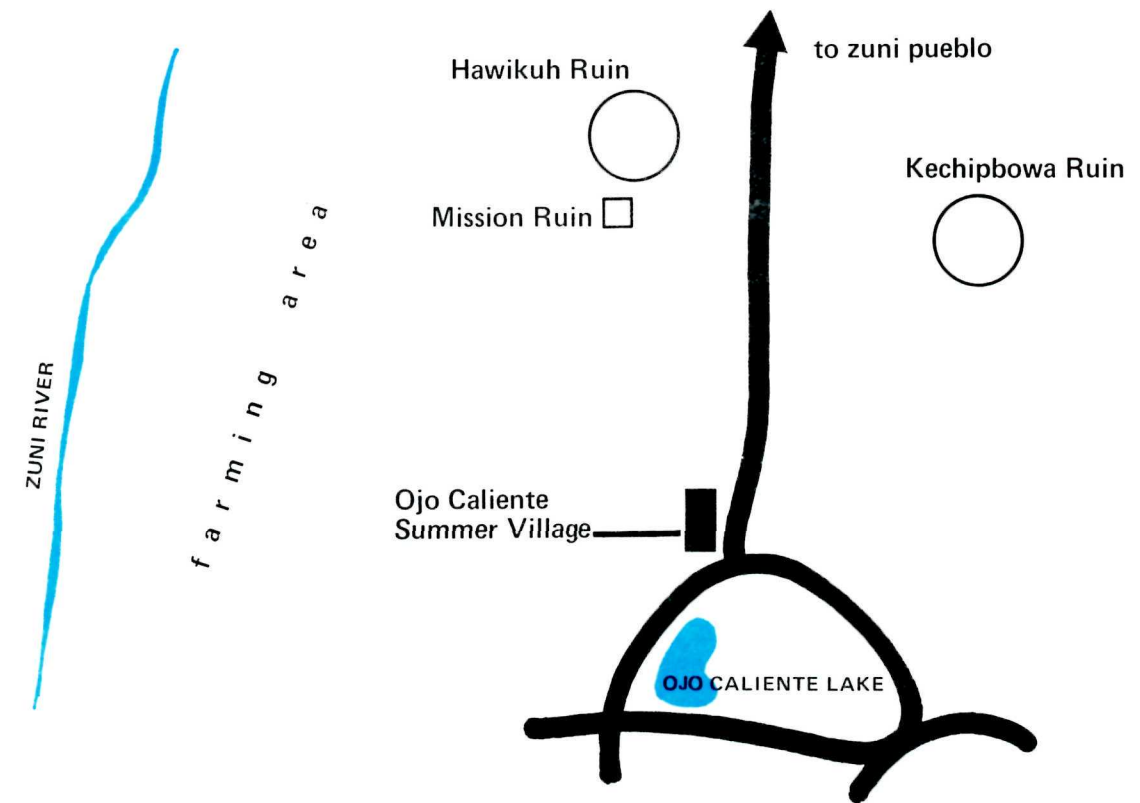 to zuni pueblo
Hawikuh Ruin
Kechipbowa Ruin
Mission Ruin
farming area
ZUNI RIVER
Ojo Caliente
Summer Village
OJO CALIENTE LAKE